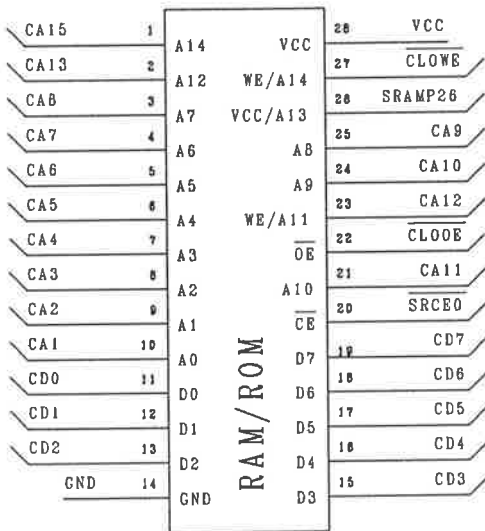 CA15 1 A14 VCC 28 VCC
CA13 2 A12 WE/A14 27 CLOWE
CA8 3 A7 VCC/A13 26 SRAMP26
CA7 4 A6 A8 25 CA9
CA6 5 A5 A9 24 CA10
CA5 6 A4 WE/A11 23 CA12
CA4 7 A3 OE 22 CLOOE
CA3 8 A2 A10 21 CA11
CA2 9 A1 CE 20 SRCE0
CA1 10 A0 D7 19 CD7
CD0 11 D0 D6 18 CD6
CD1 12 D1 D5 17 CD5
CD2 13 D2 D4 16 CD4
GND 14 GND D3 15 CD3
RAM/ROM